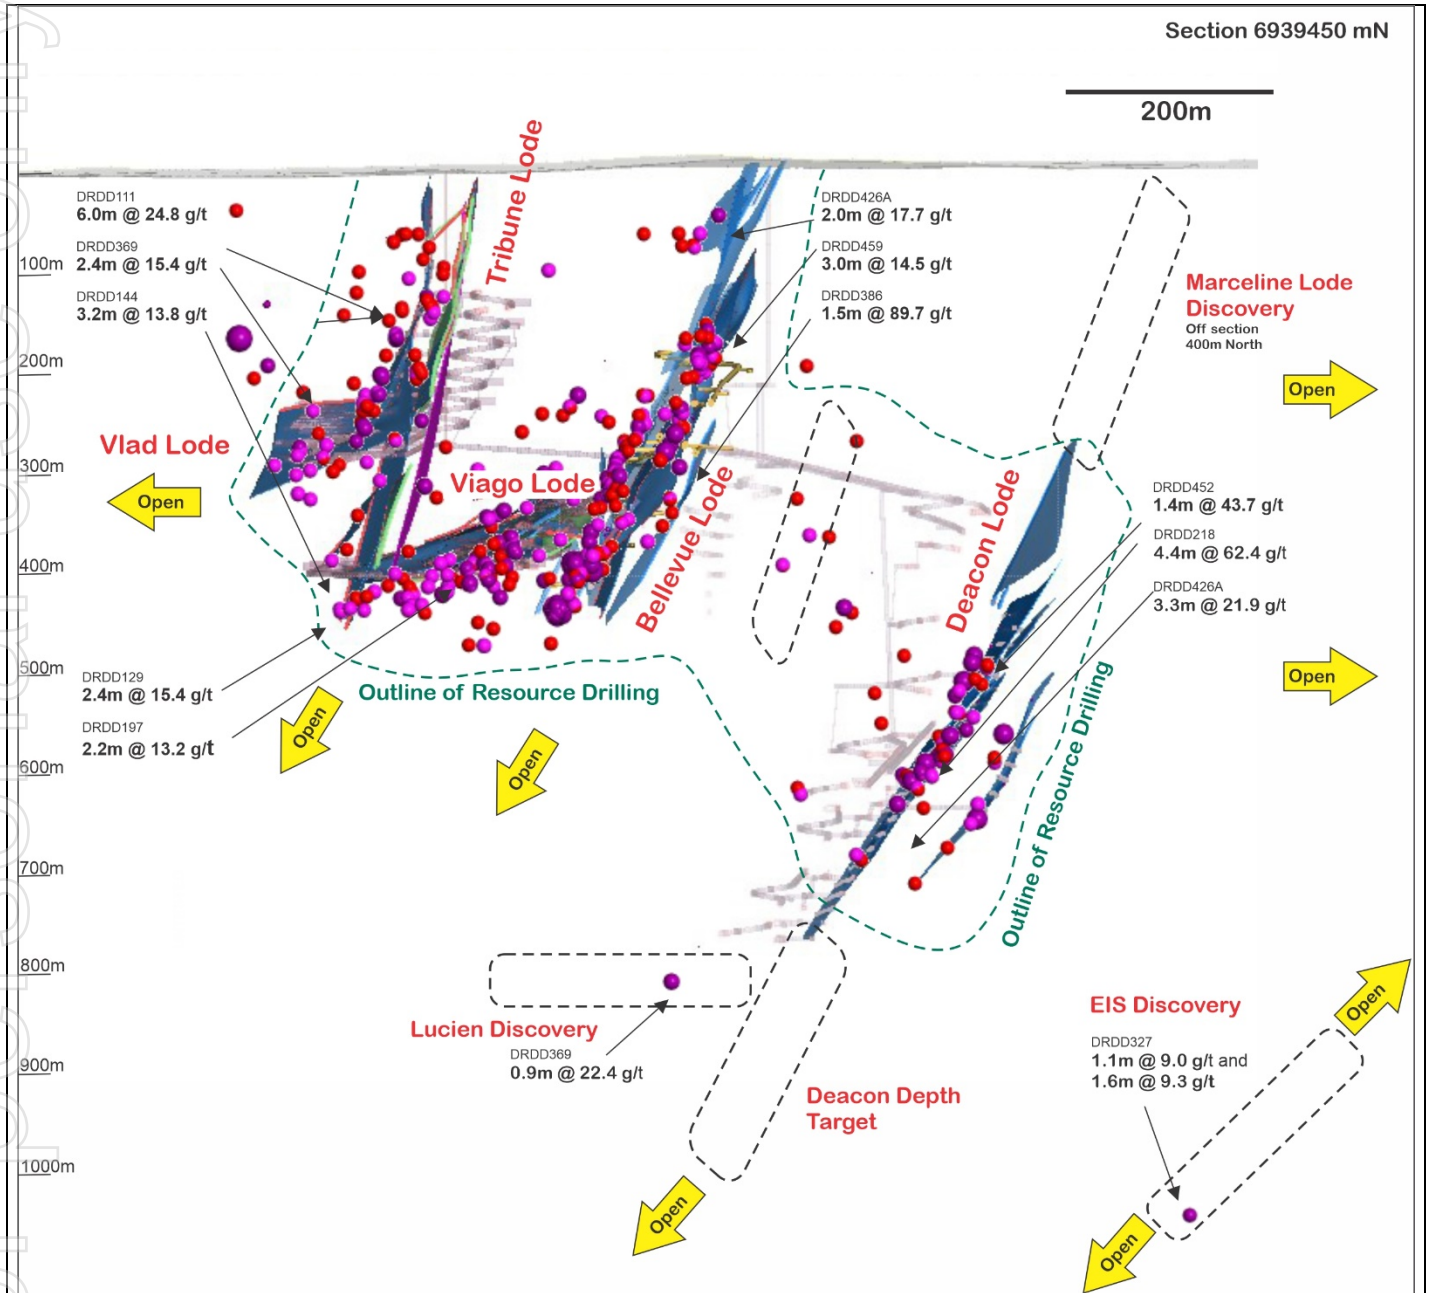 Section 6939450 mN
200m
Tribune Lode
DRDD111
6.0m @ 24.8 g/t
DRDD369
2.4m @ 15.4 g/t
DRDD144
3.2m @ 13.8 g/t
DRDD426A
2.0m @ 17.7 g/t
DRDD459
3.0m @ 14.5 g/t
DRDD386
1.5m @ 89.7 g/t
Marceline Lode
Discovery
Off section
400m North
100m
200m
300m
400m
500m
600m
700m
800m
900m
1000m
Open
Vlad Lode
Open
Viago Lode
Bellevue Lode
Deacon Lode
DRDD452
1.4m @ 43.7 g/t
DRDD218
4.4m @ 62.4 g/t
DRDD426A
3.3m @ 21.9 g/t
Open
DRDD129
2.4m @ 15.4 g/t
DRDD197
2.2m @ 13.2 g/t
Outline of Resource Drilling
Open
Open
Outline of Resource Drilling
Lucien Discovery
DRDD369
0.9m @ 22.4 g/t
Deacon Depth
Target
Open
EIS Discovery
DRDD327
1.1m @ 9.0 g/t and
1.6m @ 9.3 g/t
Open
Open